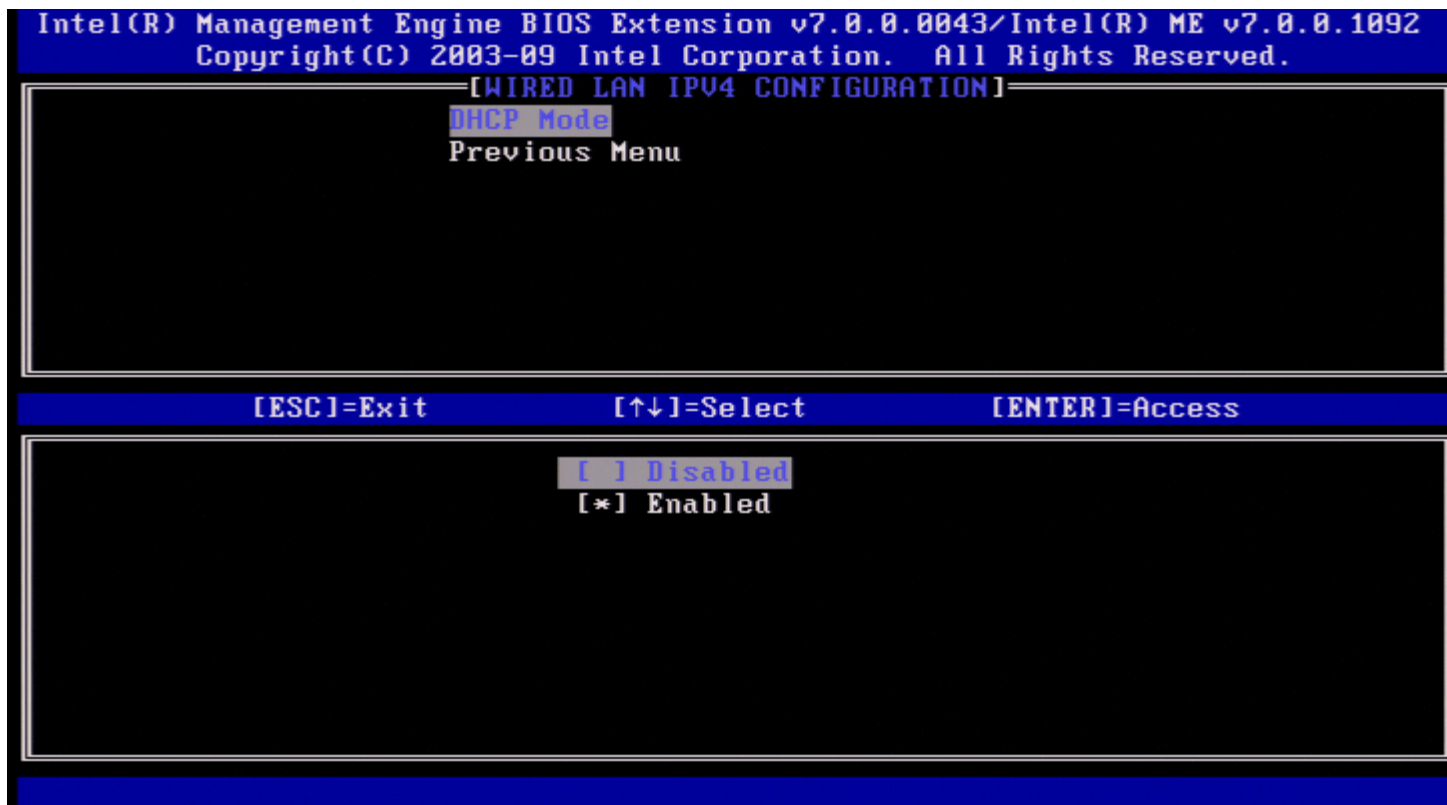 Intel(R) Management Engine BIOS Extension v7.0.0.0043/Intel(R) ME v7.0.0.1092
Copyright(C) 2003-09 Intel Corporation. All Rights Reserved.
[WIRED LAN IPV4 CONFIGURATION]
DHCP Mode
Previous Menu
[ESC]=Exit [↑↓]=Select [ENTER]=Access
[ ] Disabled
[*] Enabled